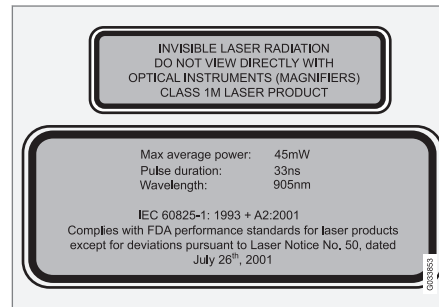 INVISIBLE LASER RADIATION
DO NOT VIEW DIRECTLY WITH
OPTICAL INSTRUMENTS (MAGNIFIERS)
CLASS 1M LASER PRODUCT
Max average power: 45mW
Pulse duration: 33ns
Wavelength: 905nm
IEC 60825-1: 1993 + A2:2001
Complies with FDA performance standards for laser products
except for deviations pursuant to Laser Notice No. 50, dated
July 26th, 2001
G033853